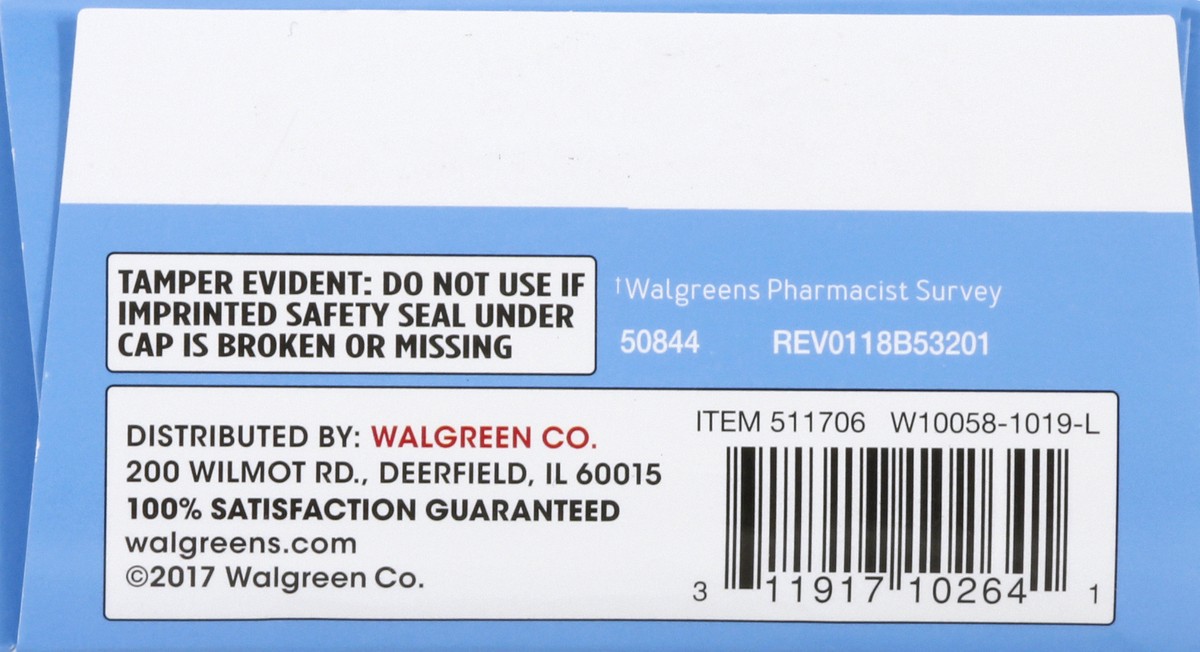 TAMPER EVIDENT: DO NOT USE IF
IMPRINTED SAFETY SEAL UNDER
CAP IS BROKEN OR MISSING
†Walgreens Pharmacist Survey
50844 REV0118B53201
DISTRIBUTED BY: WALGREEN CO.
200 WILMOT RD., DEERFIELD, IL 60015
100% SATISFACTION GUARANTEED
walgreens.com
©2017 Walgreen Co.
ITEM 511706 W10058-1019-L
3 11917 10264 1